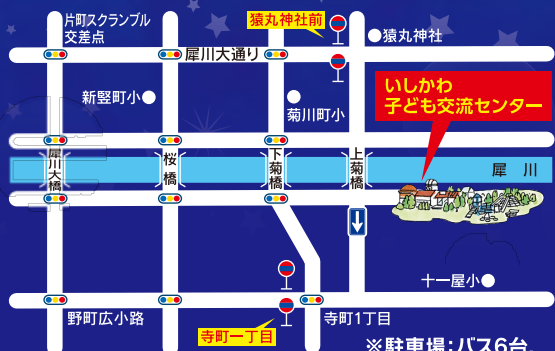 片町スクランブル
交差点
猿丸神社前
猿丸神社
犀川大通り
新竪町小
菊川町小
いしかわ
子ども交流センター
犀川大橋
桜橋
下菊橋
上菊橋
犀川
十一屋小
野町広小路
寺町一丁目
寺町1丁目
※駐車場：バス6台